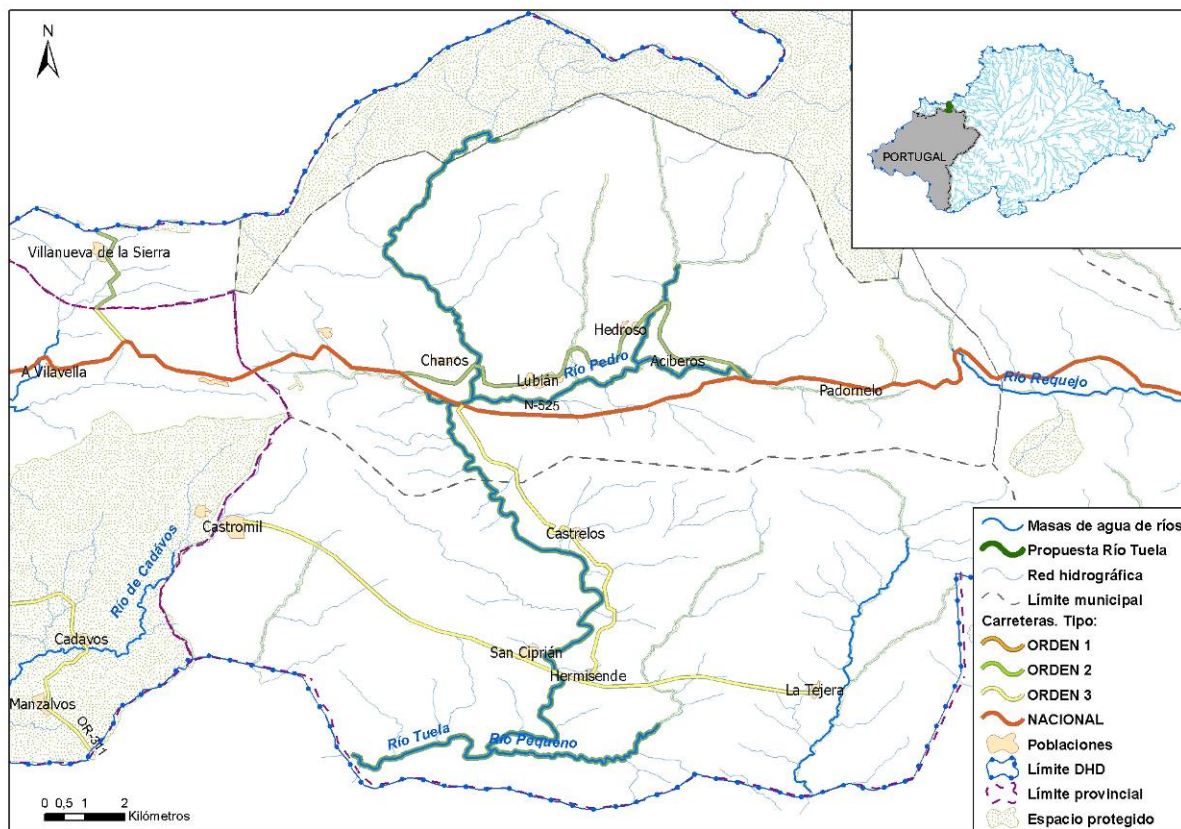 N
PORTUGAL
Villanueva de la Sierra
A Vilavella
Chanos
Lubián
Hedroso
Río Pedro
Aciberos
N-525
Padornelo
Río Requejo
Castromil
Río de Cadávos
Castrelos
Cadavos
Manzalvos
San Ciprián
Hermisende
La Tejera
Río Tuela
Río Pequeno
0 0,5 1 2
Kilómetros
Masas de agua de ríos
Propuesta Río Tuela
Red hidrográfica
Límite municipal
Carreteras. Tipo:
ORDEN 1
ORDEN 2
ORDEN 3
NACIONAL
Poblaciones
Límite DHD
Límite provincial
Espacio protegido